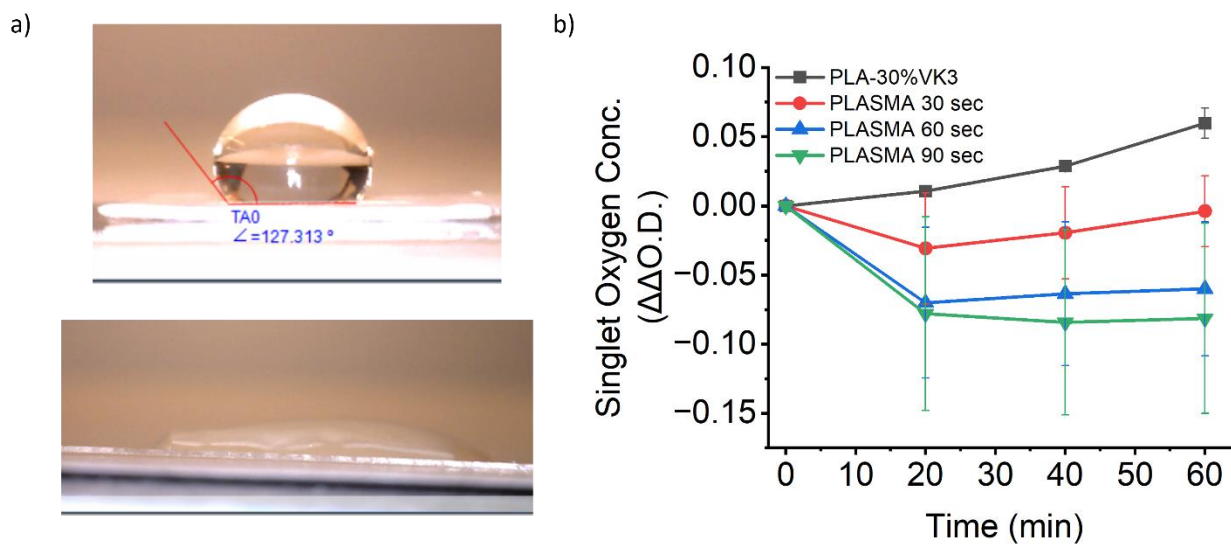 a)
TA0
∠=127.313 °
b)
PLA-30%VK3
PLASMA 30 sec
PLASMA 60 sec
PLASMA 90 sec
Singlet Oxygen Conc.
(ΔΔO.D.)
0.10
0.05
0.00
−0.05
−0.10
−0.15
0 10 20 30 40 50 60
Time (min)